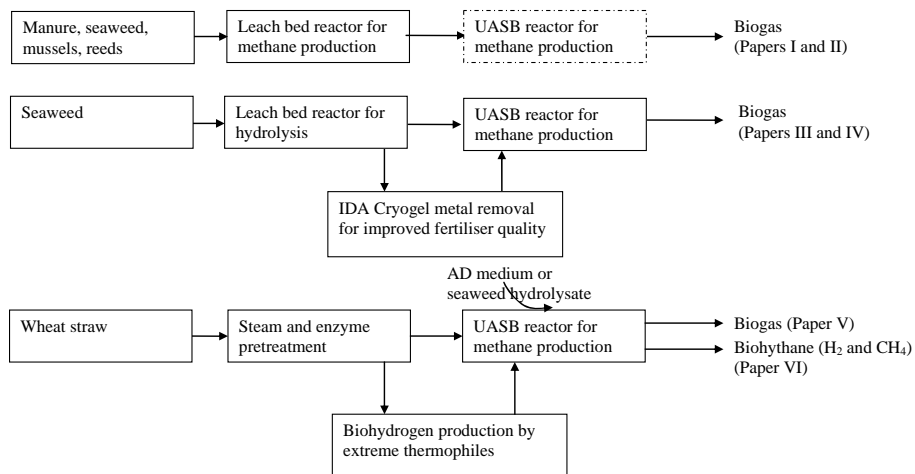 Manure, seaweed,
mussels, reeds
Leach bed reactor for
methane production
UASB reactor for
methane production
Biogas
(Papers I and II)
Seaweed
Leach bed reactor for
hydrolysis
UASB reactor for
methane production
Biogas
(Papers III and IV)
IDA Cryogel metal removal
for improved fertiliser quality
AD medium or
seaweed hydrolysate
Wheat straw
Steam and enzyme
pretreatment
UASB reactor for
methane production
Biogas (Paper V)
Biohythane (H₂ and CH₄)
(Paper VI)
Biohydrogen production by
extreme thermophiles